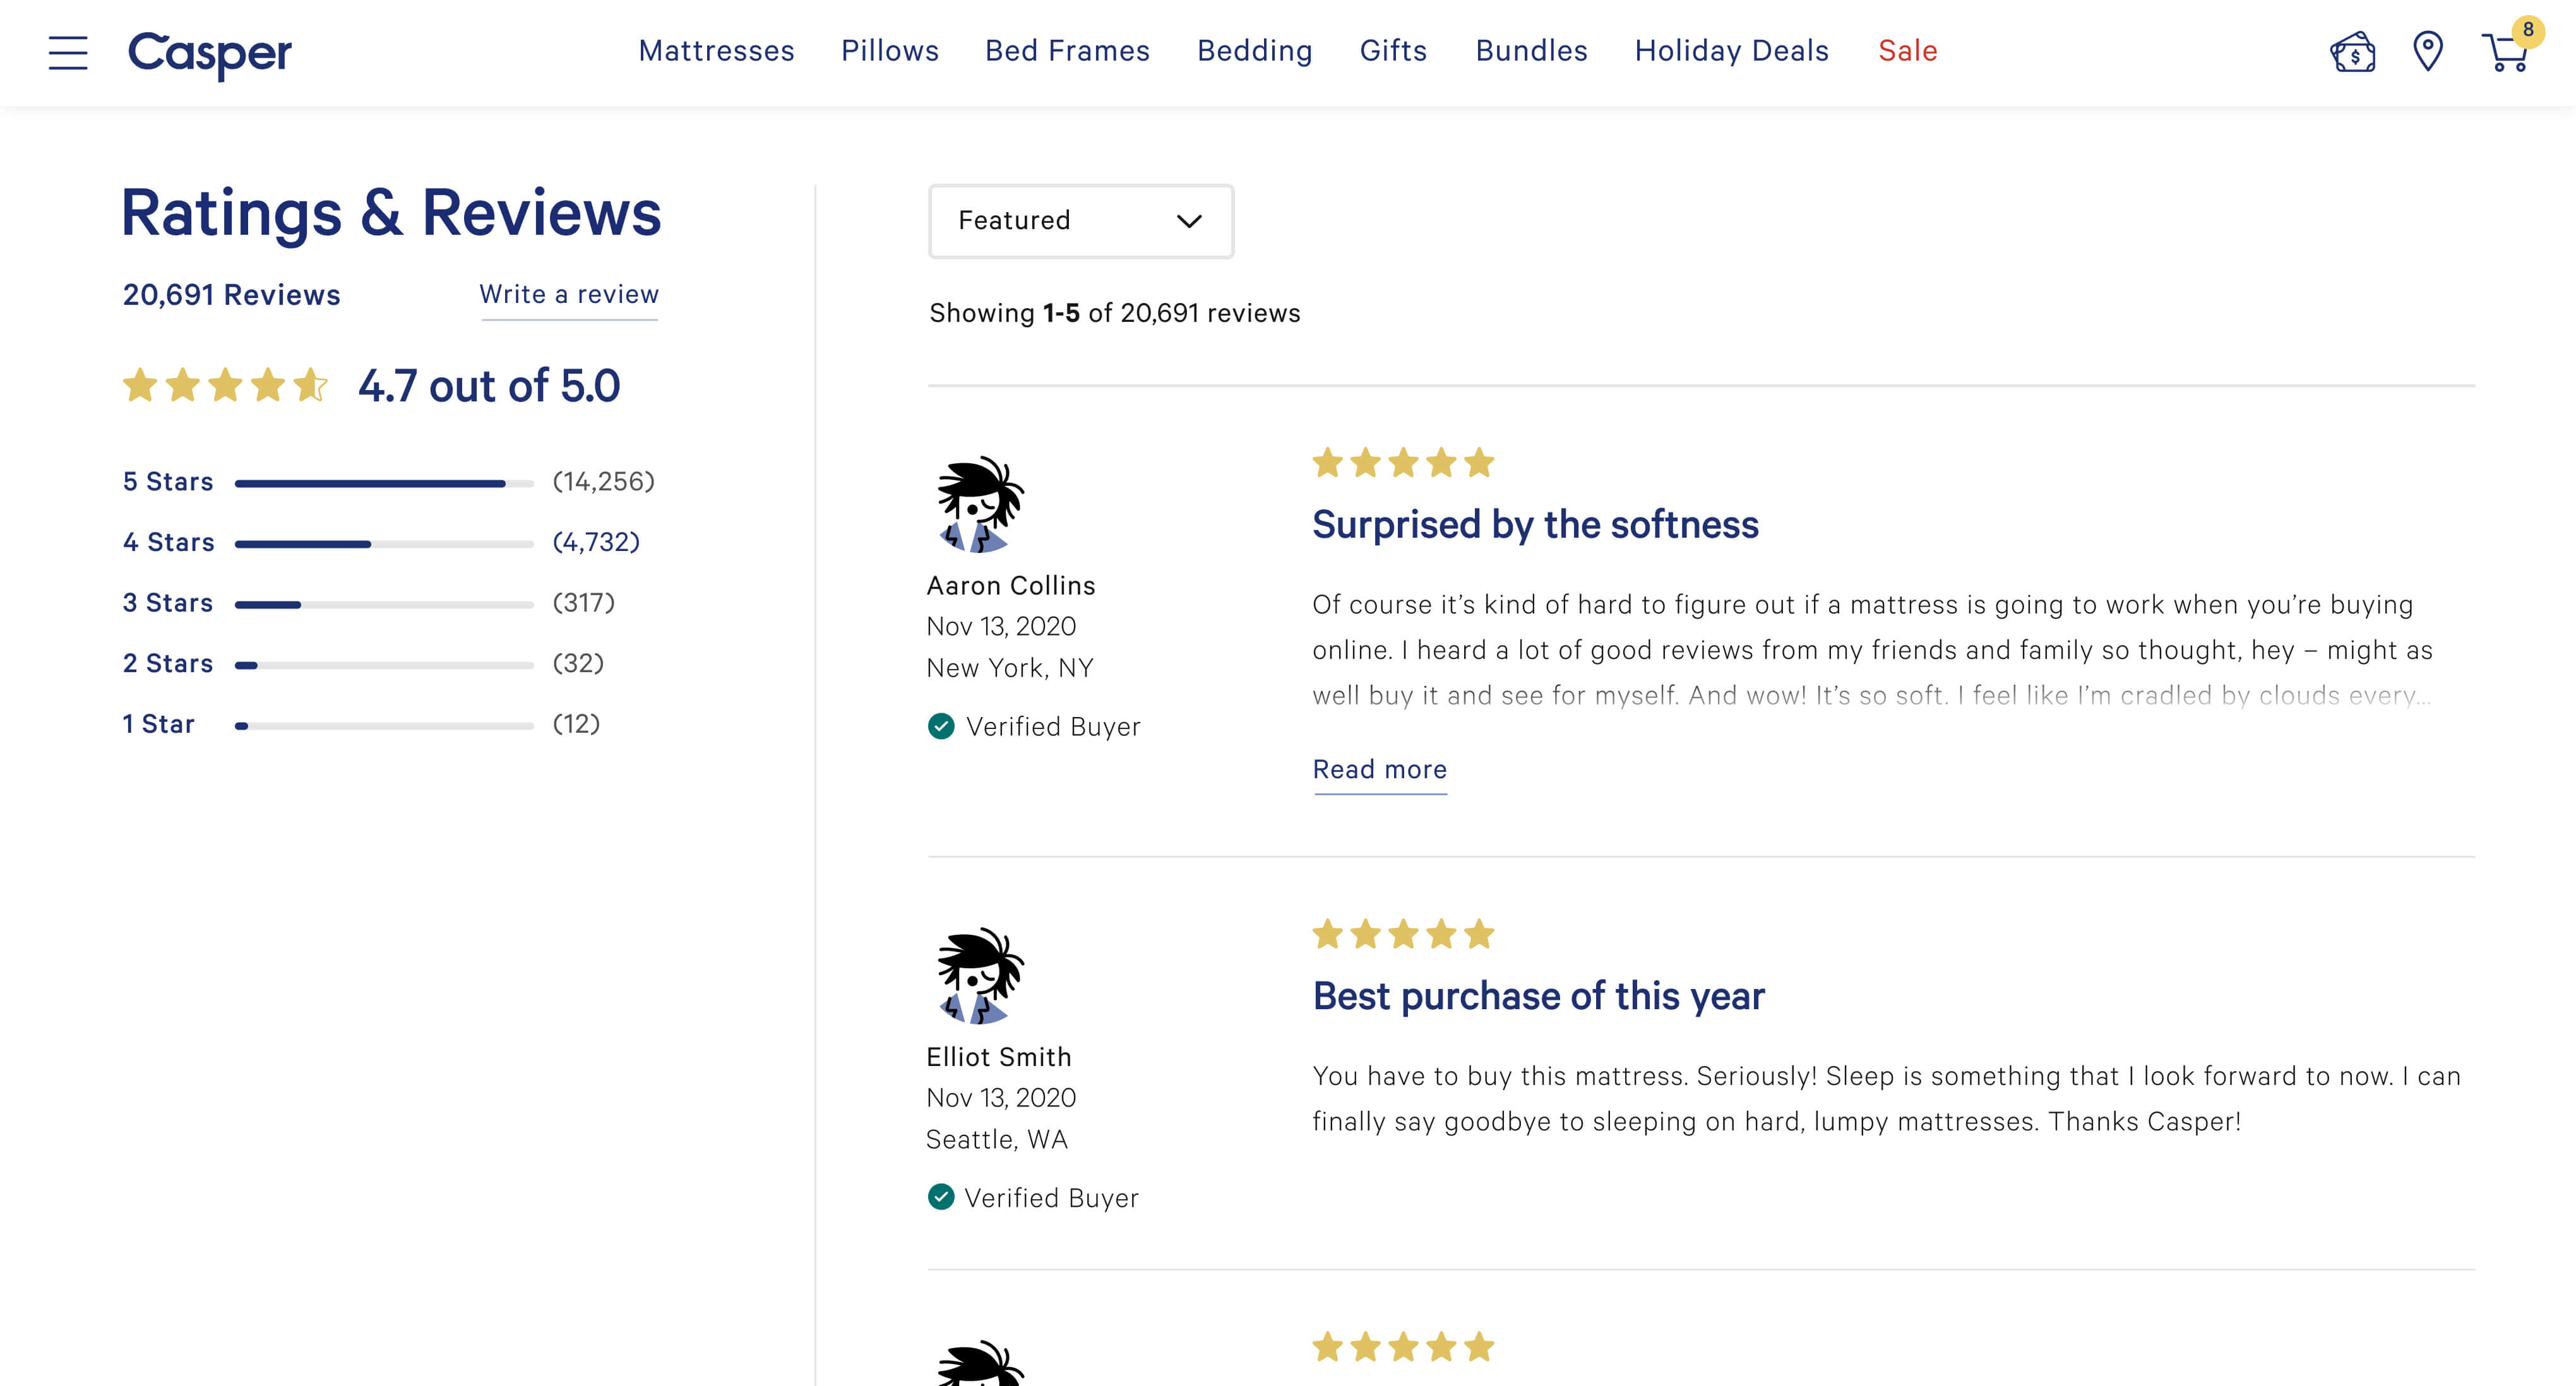 Casper
Mattresses Pillows Bed Frames Bedding Gifts Bundles Holiday Deals Sale
$
8
Ratings & Reviews
20,691 Reviews Write a review
4.7 out of 5.0
5 Stars (14,256)
4 Stars (4,732)
3 Stars (317)
2 Stars (32)
1 Star (12)
Featured
Showing 1-5 of 20,691 reviews
Aaron Collins
Nov 13, 2020
New York, NY
Verified Buyer
Surprised by the softness
Of course it’s kind of hard to figure out if a mattress is going to work when you’re buying
online. I heard a lot of good reviews from my friends and family so thought, hey – might as
well buy it and see for myself. And wow! It’s so soft. I feel like I’m cradled by clouds every...
Read more
Elliot Smith
Nov 13, 2020
Seattle, WA
Verified Buyer
Best purchase of this year
You have to buy this mattress. Seriously! Sleep is something that I look forward to now. I can
finally say goodbye to sleeping on hard, lumpy mattresses. Thanks Casper!